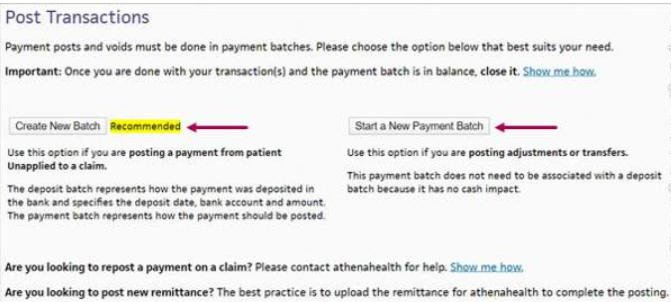 Post Transactions
Payment posts and voids must be done in payment batches. Please choose the option below that best suits your need.
Important: Once you are done with your transaction(s) and the payment batch is in balance, close it. Show me how.
Create New Batch Recommended
Use this option if you are posting a payment from patient
Unapplied to a claim.
The deposit batch represents how the payment was deposited in
the bank and specifies the deposit date, bank account and amount.
The payment batch represents how the payment should be posted.
Start a New Payment Batch
Use this option if you are posting adjustments or transfers.
This payment batch does not need to be associated with a deposit
batch because it has no cash impact.
Are you looking to repost a payment on a claim? Please contact athenahealth for help. Show me how.
Are you looking to post new remittance? The best practice is to upload the remittance for athenahealth to complete the posting.